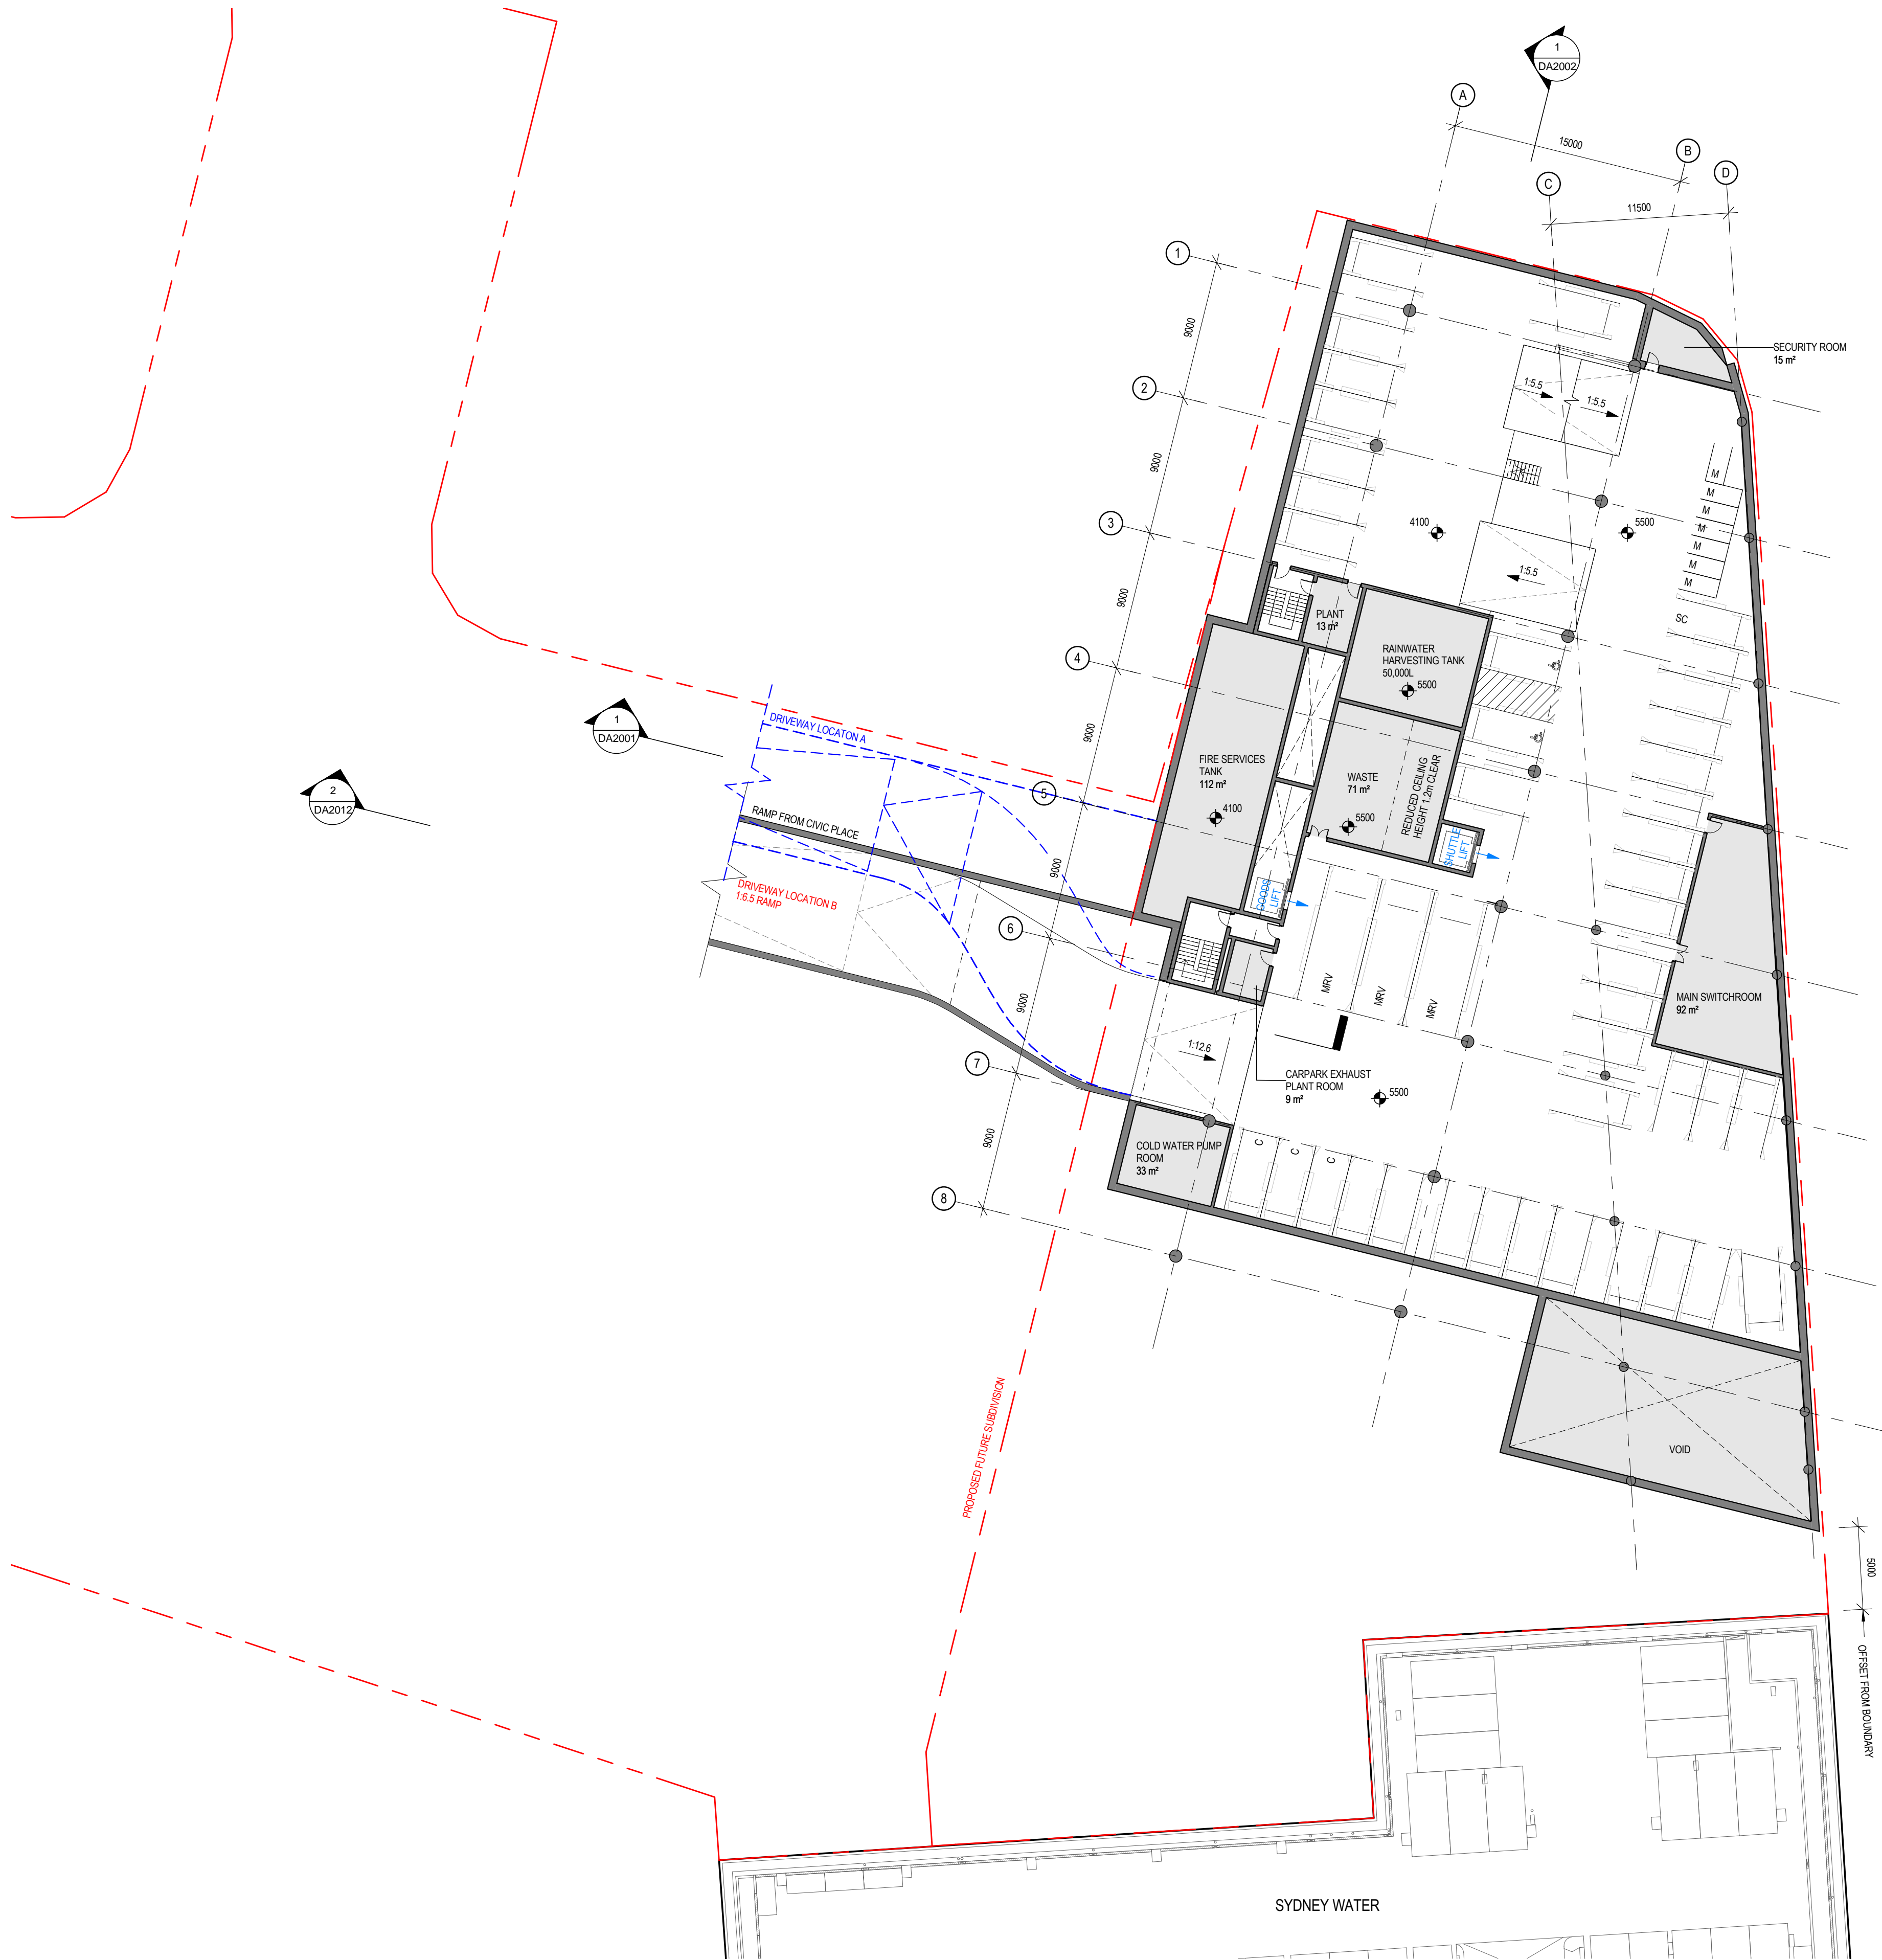 1
DA2002
A
15000
B
C
D
11500
1
9000
SECURITY ROOM
15 m²
1:5.5
1:5.5
2
9000
M
M
M
M
M
M
M
3
4100
5500
1:5.5
9000
SC
PLANT
13 m²
RAINWATER
HARVESTING TANK
50,000L
5500
4
9000
1
DA2001
DRIVEWAY LOCATON A
FIRE SERVICES
TANK
112 m²
4100
WASTE
71 m²
5500
REDUCED CEILING
HEIGHT 1.2m CLEAR
2
DA2012
5
RAMP FROM CIVIC PLACE
SHUTTLE
LIFT
9000
DRIVEWAY LOCATION B
1:6.5 RAMP
GOODS
LIFT
6
MRV
MRV
MRV
MAIN SWITCHROOM
92 m²
9000
1:12.6
7
CARPARK EXHAUST
PLANT ROOM
9 m²
5500
9000
COLD WATER PUMP
ROOM
33 m²
C
C
C
8
PROPOSED FUTURE SUBDIVISION
VOID
5000
OFFSET FROM BOUNDARY
SYDNEY WATER